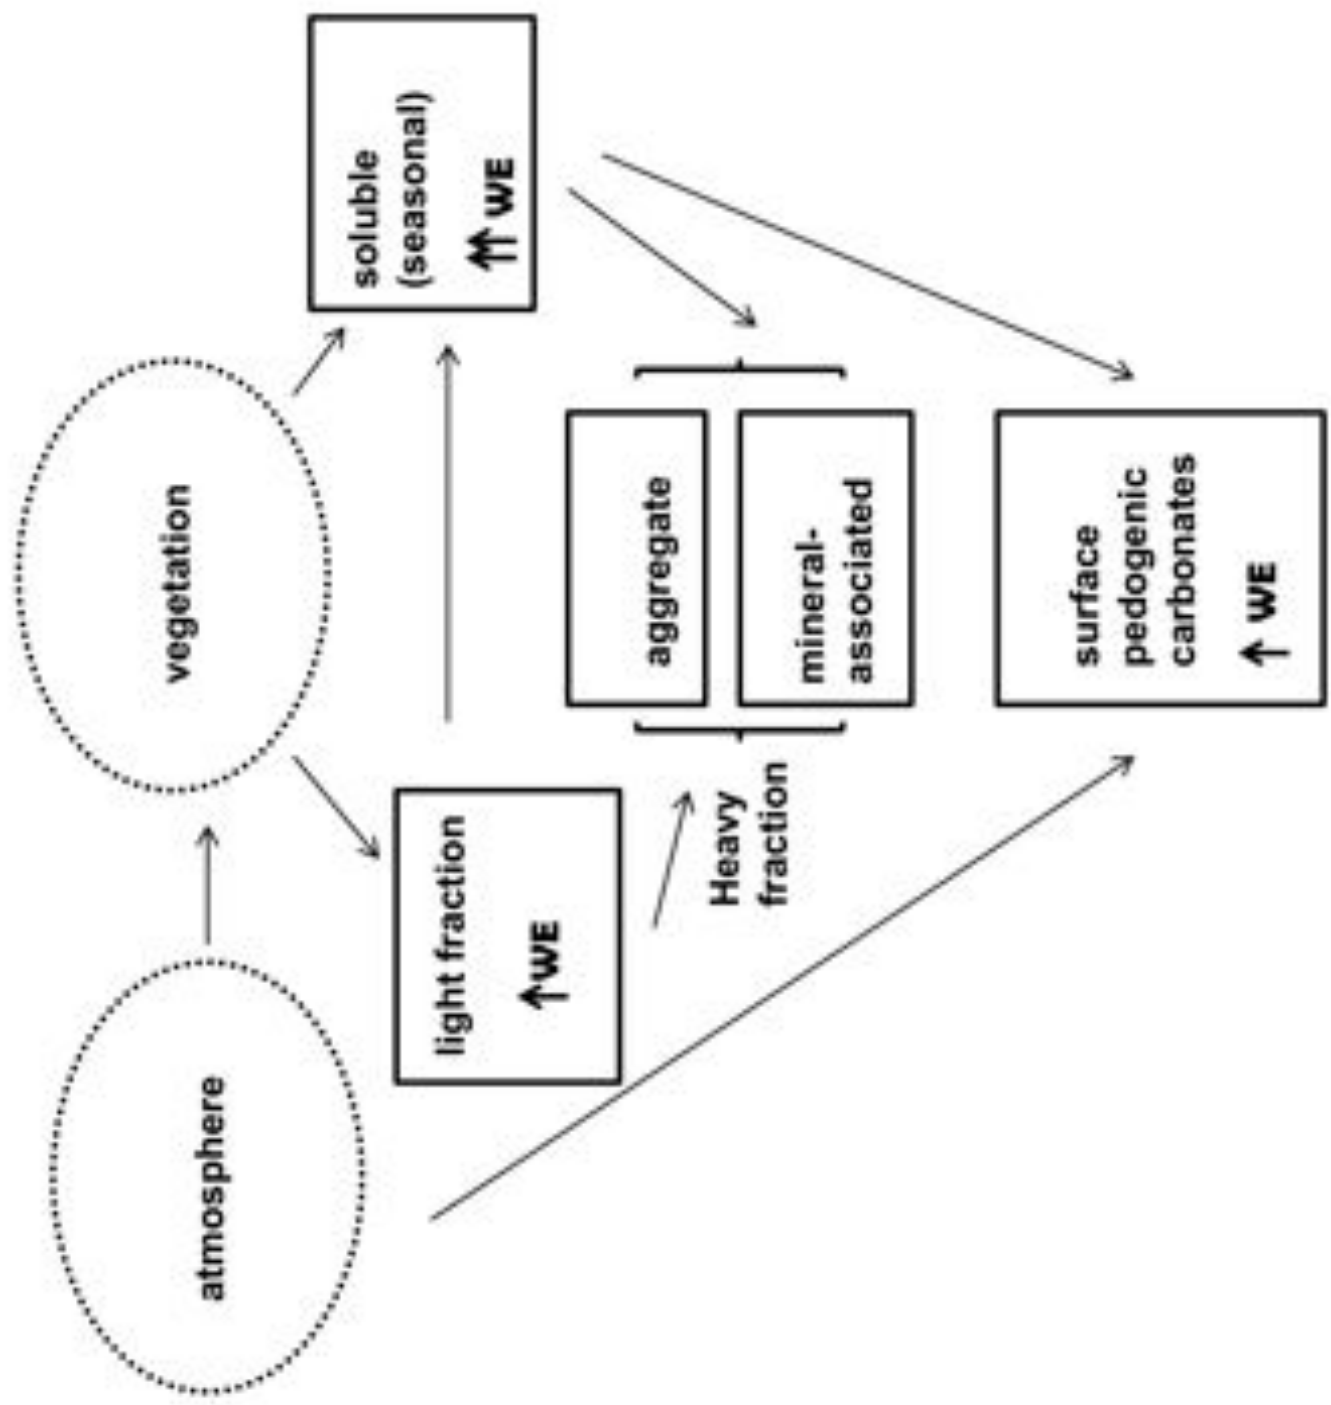 atmosphere
vegetation
light fraction
↑WE
soluble
(seasonal)
↑↑ WE
Heavy
fraction
aggregate
mineral-
associated
surface
pedogenic
carbonates
↑ WE